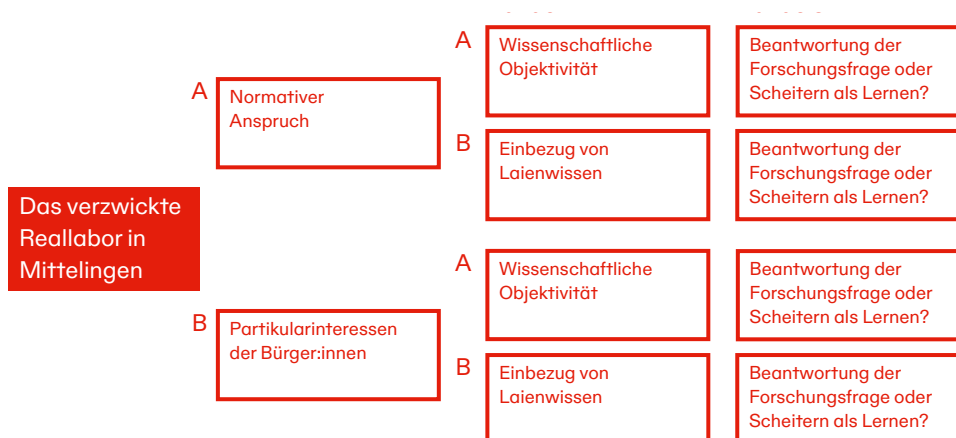 Das verzwickte
Reallabor in
Mittelingen
A
Normativer
Anspruch
A
Wissenschaftliche
Objektivität
Beantwortung der
Forschungsfrage oder
Scheitern als Lernen?
B
Einbezug von
Laienwissen
Beantwortung der
Forschungsfrage oder
Scheitern als Lernen?
B
Partikularinteressen
der Bürger:innen
A
Wissenschaftliche
Objektivität
Beantwortung der
Forschungsfrage oder
Scheitern als Lernen?
B
Einbezug von
Laienwissen
Beantwortung der
Forschungsfrage oder
Scheitern als Lernen?